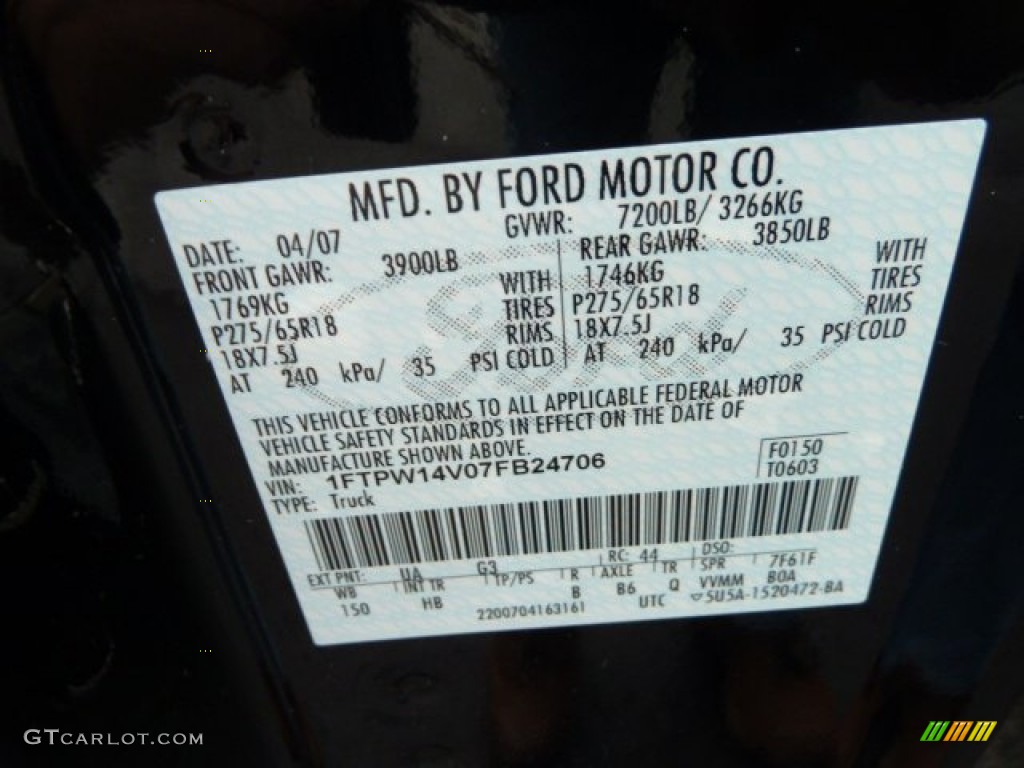 MFD. BY FORD MOTOR CO.
DATE: 04/07 GVWR: 7200LB/ 3266KG
FRONT GAWR: 3900LB REAR GAWR: 3850LB
1769KG WITH 1746KG WITH
P275/65R18 TIRES P275/65R18 TIRES
18X7.5J RIMS 18X7.5J RIMS
AT 240 kPa/ 35 PSI COLD AT 240 kPa/ 35 PSI COLD
THIS VEHICLE CONFORMS TO ALL APPLICABLE FEDERAL MOTOR
VEHICLE SAFETY STANDARDS IN EFFECT ON THE DATE OF
MANUFACTURE SHOWN ABOVE.
VIN: 1FTPW14V07FB24706 F0150
TYPE: Truck T0603
EXT PNT: UA G3 RC: 44 DSO:
WB INT TR TP/PS R AXLE TR SPR 7F61F
150 HB B B6 Q VVMM BOA
2200704163161 UTC 5U5A-1520472-BA
Ford
GTCARLOT.COM